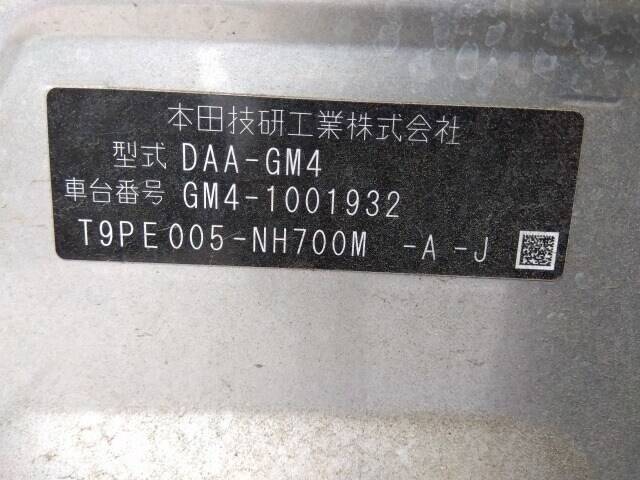 本田技研工業株式会社
型式 DAA-GM4
車台番号 GM4-1001932
T9PE005-NH700M -A -J